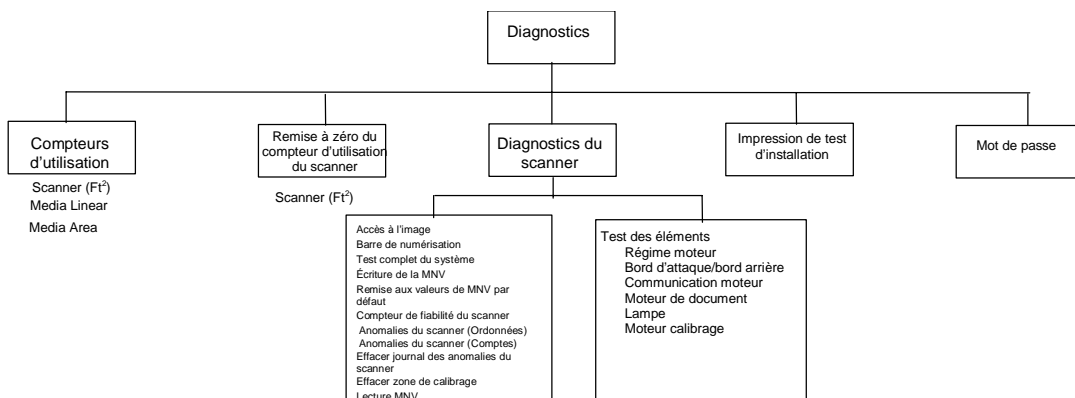 Diagnostics
Compteurs
d'utilisation
Scanner (Ft²)
Media Linear
Media Area
Remise à zéro du
compteur d'utilisation
du scanner
Scanner (Ft²)
Diagnostics du
scanner
Impression de test
d'installation
Mot de passe
Accès à l'image
Barre de numérisation
Test complet du système
Écriture de la MNV
Remise aux valeurs de MNV par
défaut
Compteur de fiabilité du scanner
Anomalies du scanner (Ordonnées)
Anomalies du scanner (Comptes)
Effacer journal des anomalies du
scanner
Effacer zone de calibrage
Lecture MNV
Test des éléments
Régime moteur
Bord d'attaque/bord arrière
Communication moteur
Moteur de document
Lampe
Moteur calibrage